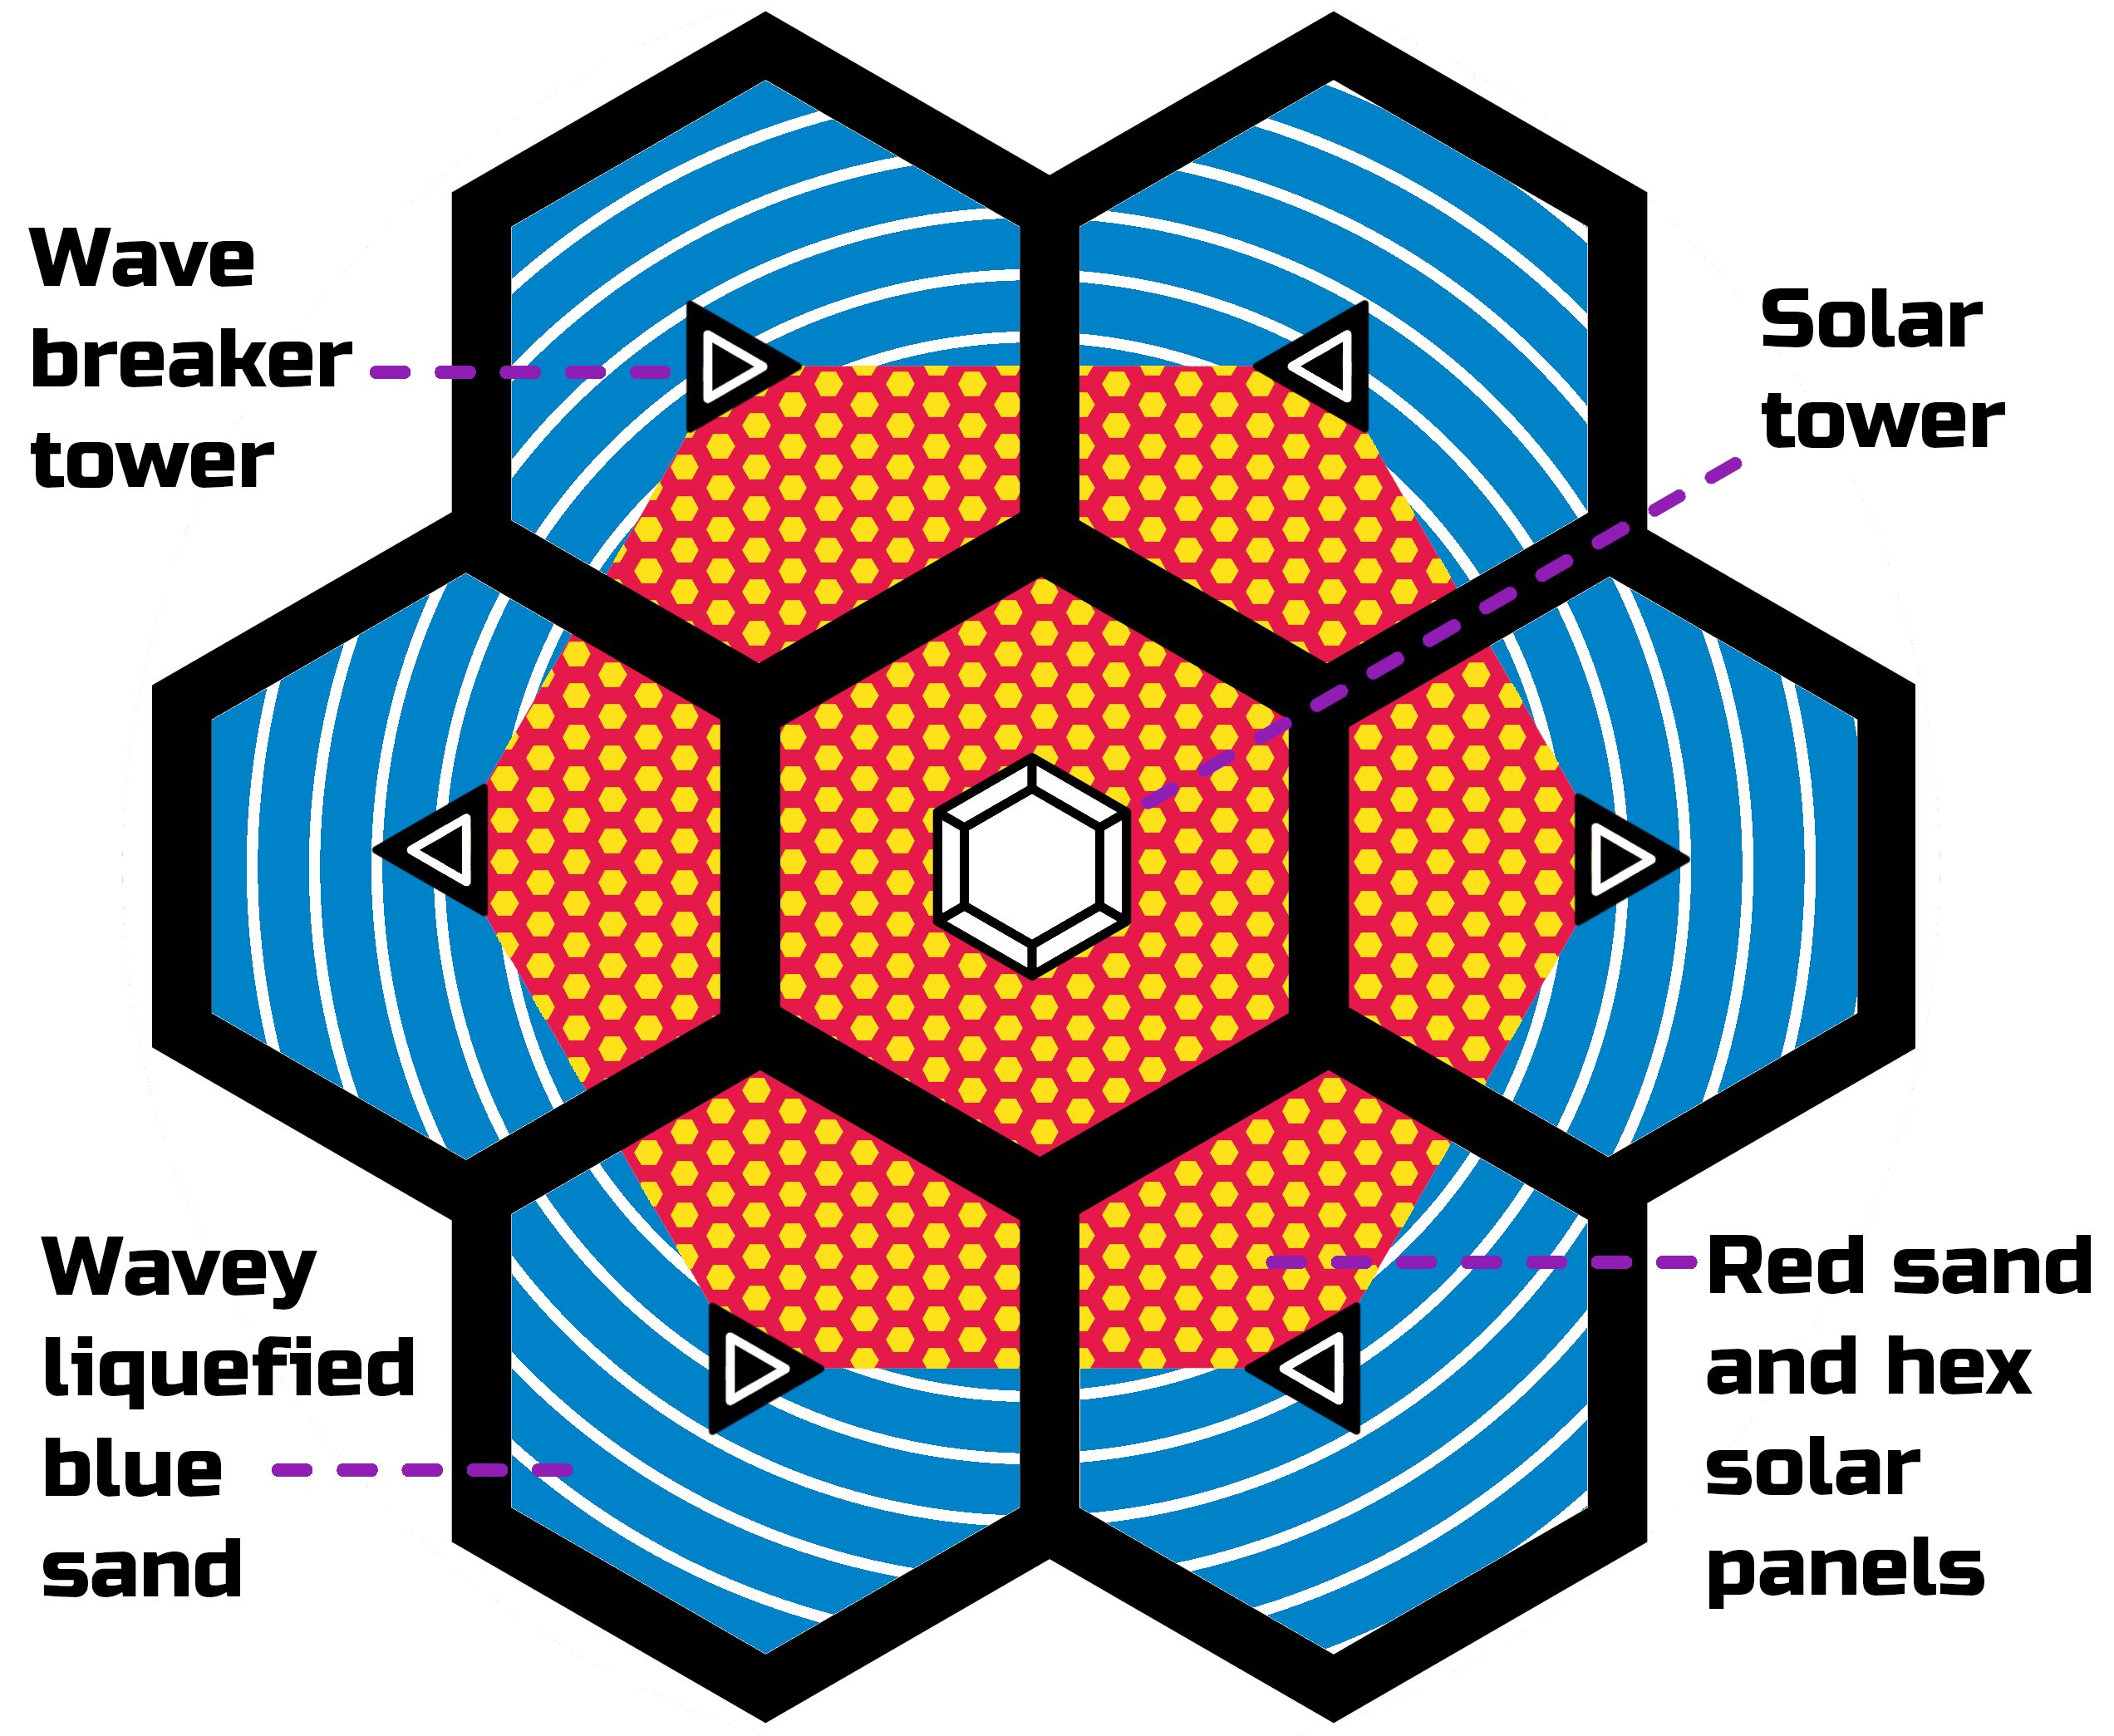 Wave
breaker
tower
Solar
tower
Wavey
liquefied
blue
sand
Red sand
and hex
solar
panels